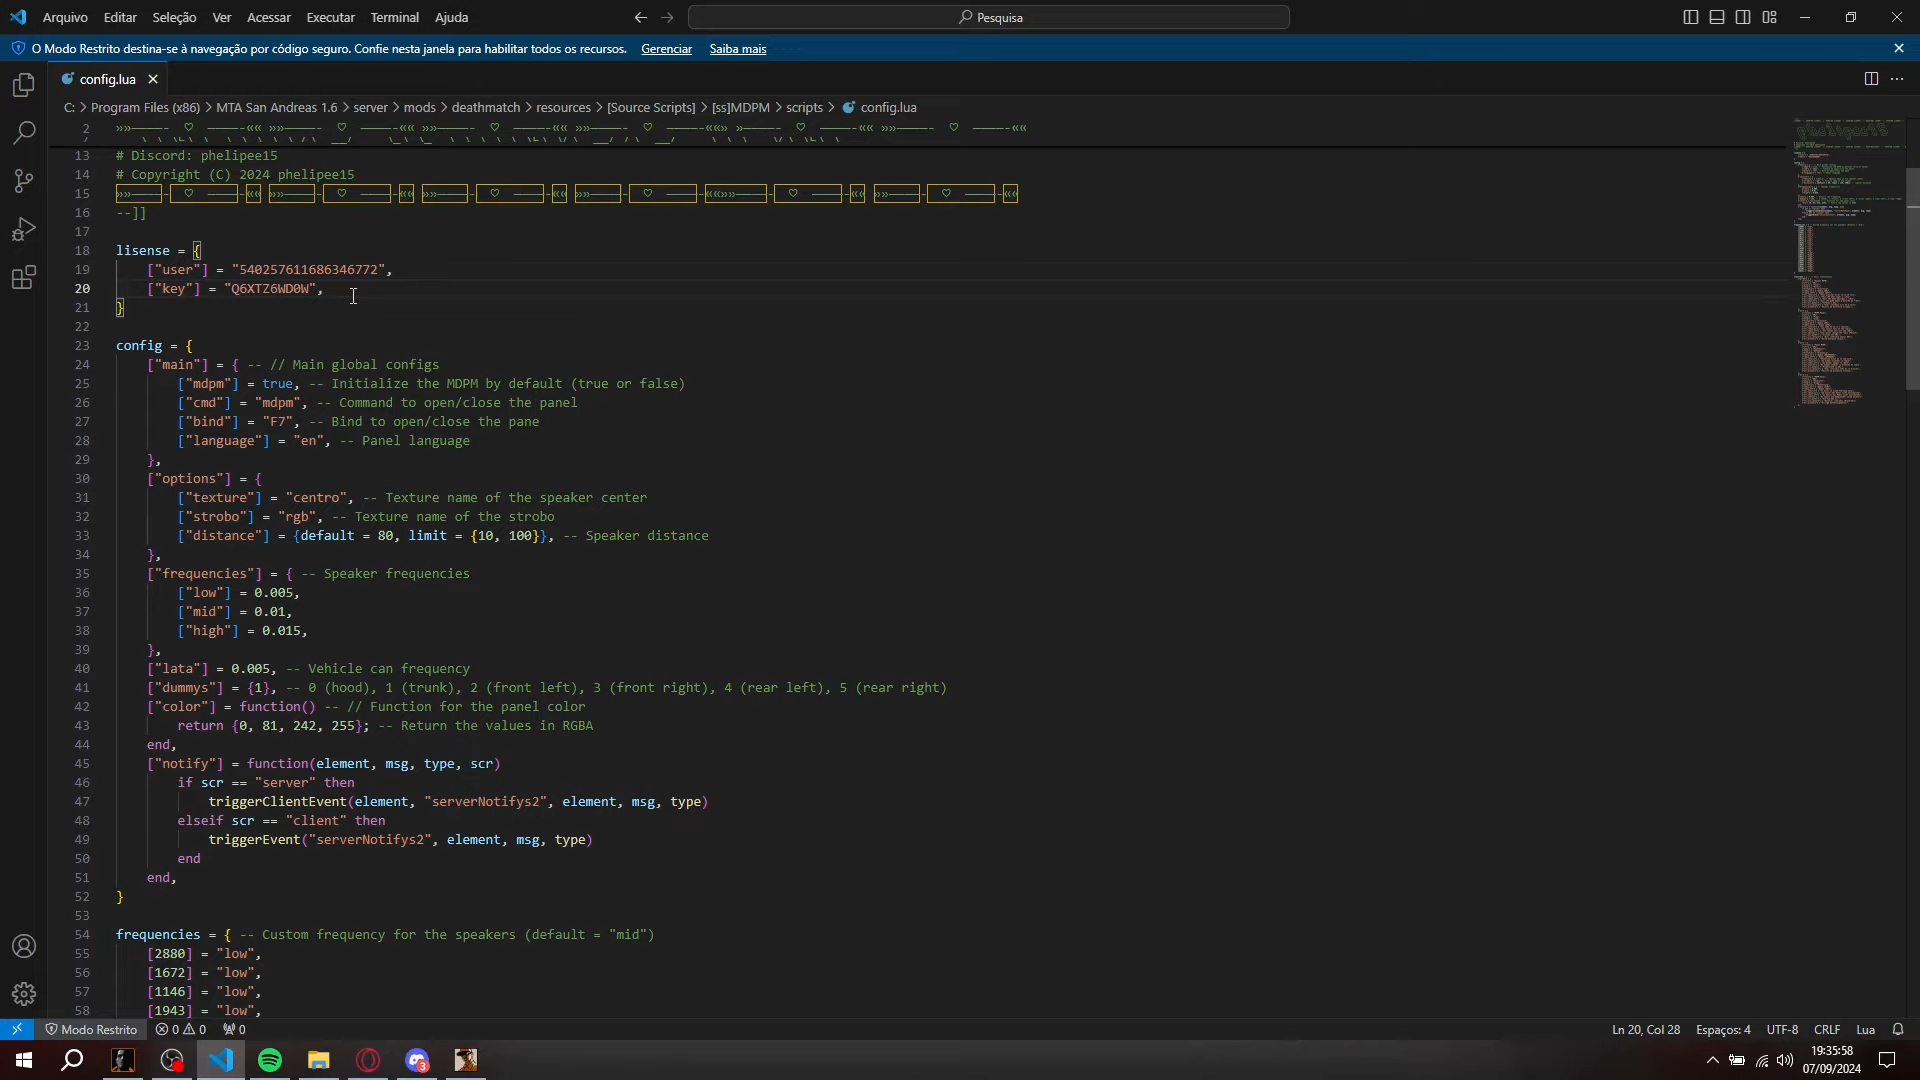 Arquivo Editar Seleção Ver Acessar Executar Terminal Ajuda
Pesquisa
O Modo Restrito destina-se à navegação por código seguro. Confie nesta janela para habilitar todos os recursos. Gerenciar Saiba mais
config.lua
C: > Program Files (x86) > MTA San Andreas 1.6 > server > mods > deathmatch > resources > [Source Scripts] > [ss]MDPM > scripts > config.lua
2 »»———- ♡ ———-«« »»———- ♡ ———-«« »»———- ♡ ———-«« »»———- ♡ ———-««» »———- ♡ ———-«« »»———- ♡ ———-««
7
13 # Discord: phelipee15
14 # Copyright (C) 2024 phelipee15
15 »»———- ♡ ———-«« »»———- ♡ ———-«« »»———- ♡ ———-«« »»———- ♡ ———-««»»———- ♡ ———-«« »»———- ♡ ———-««
16 --]]
17
18 lisense = {
19 ["user"] = "540257611686346772",
20 ["key"] = "Q6XTZ6WD0W",
21 }
22
23 config = {
24 ["main"] = { -- // Main global configs
25 ["mdpm"] = true, -- Initialize the MDPM by default (true or false)
26 ["cmd"] = "mdpm", -- Command to open/close the panel
27 ["bind"] = "F7", -- Bind to open/close the pane
28 ["language"] = "en", -- Panel language
29 },
30 ["options"] = {
31 ["texture"] = "centro", -- Texture name of the speaker center
32 ["strobo"] = "rgb", -- Texture name of the strobo
33 ["distance"] = {default = 80, limit = {10, 100}}, -- Speaker distance
34 },
35 ["frequencies"] = { -- Speaker frequencies
36 ["low"] = 0.005,
37 ["mid"] = 0.01,
38 ["high"] = 0.015,
39 },
40 ["lata"] = 0.005, -- Vehicle can frequency
41 ["dummys"] = {1}, -- 0 (hood), 1 (trunk), 2 (front left), 3 (front right), 4 (rear left), 5 (rear right)
42 ["color"] = function() -- // Function for the panel color
43 return {0, 81, 242, 255}; -- Return the values in RGBA
44 end,
45 ["notify"] = function(element, msg, type, scr)
46 if scr == "server" then
47 triggerClientEvent(element, "serverNotifys2", element, msg, type)
48 elseif scr == "client" then
49 triggerEvent("serverNotifys2", element, msg, type)
50 end
51 end,
52 }
53
54 frequencies = { -- Custom frequency for the speakers (default = "mid")
55 [2880] = "low",
56 [1672] = "low",
57 [1146] = "low",
58 [1943] = "low",
Modo Restrito 0 0 0 Ln 20, Col 28 Espaços: 4 UTF-8 CRLF Lua
3
19:35:58
07/09/2024